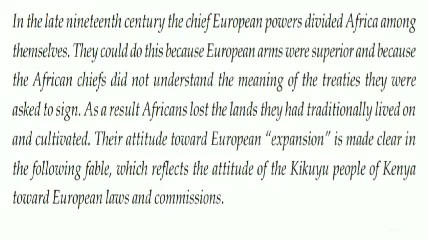 In the late nineteenth century the chief European powers divided Africa among
themselves. They could do this because European arms were superior and because
the African chiefs did not understand the meaning of the treaties they were
asked to sign. As a result Africans lost the lands they had traditionally lived on
and cultivated. Their attitude toward European “expansion” is made clear in
the following fable, which reflects the attitude of the Kikuyu people of Kenya
toward European laws and commissions.